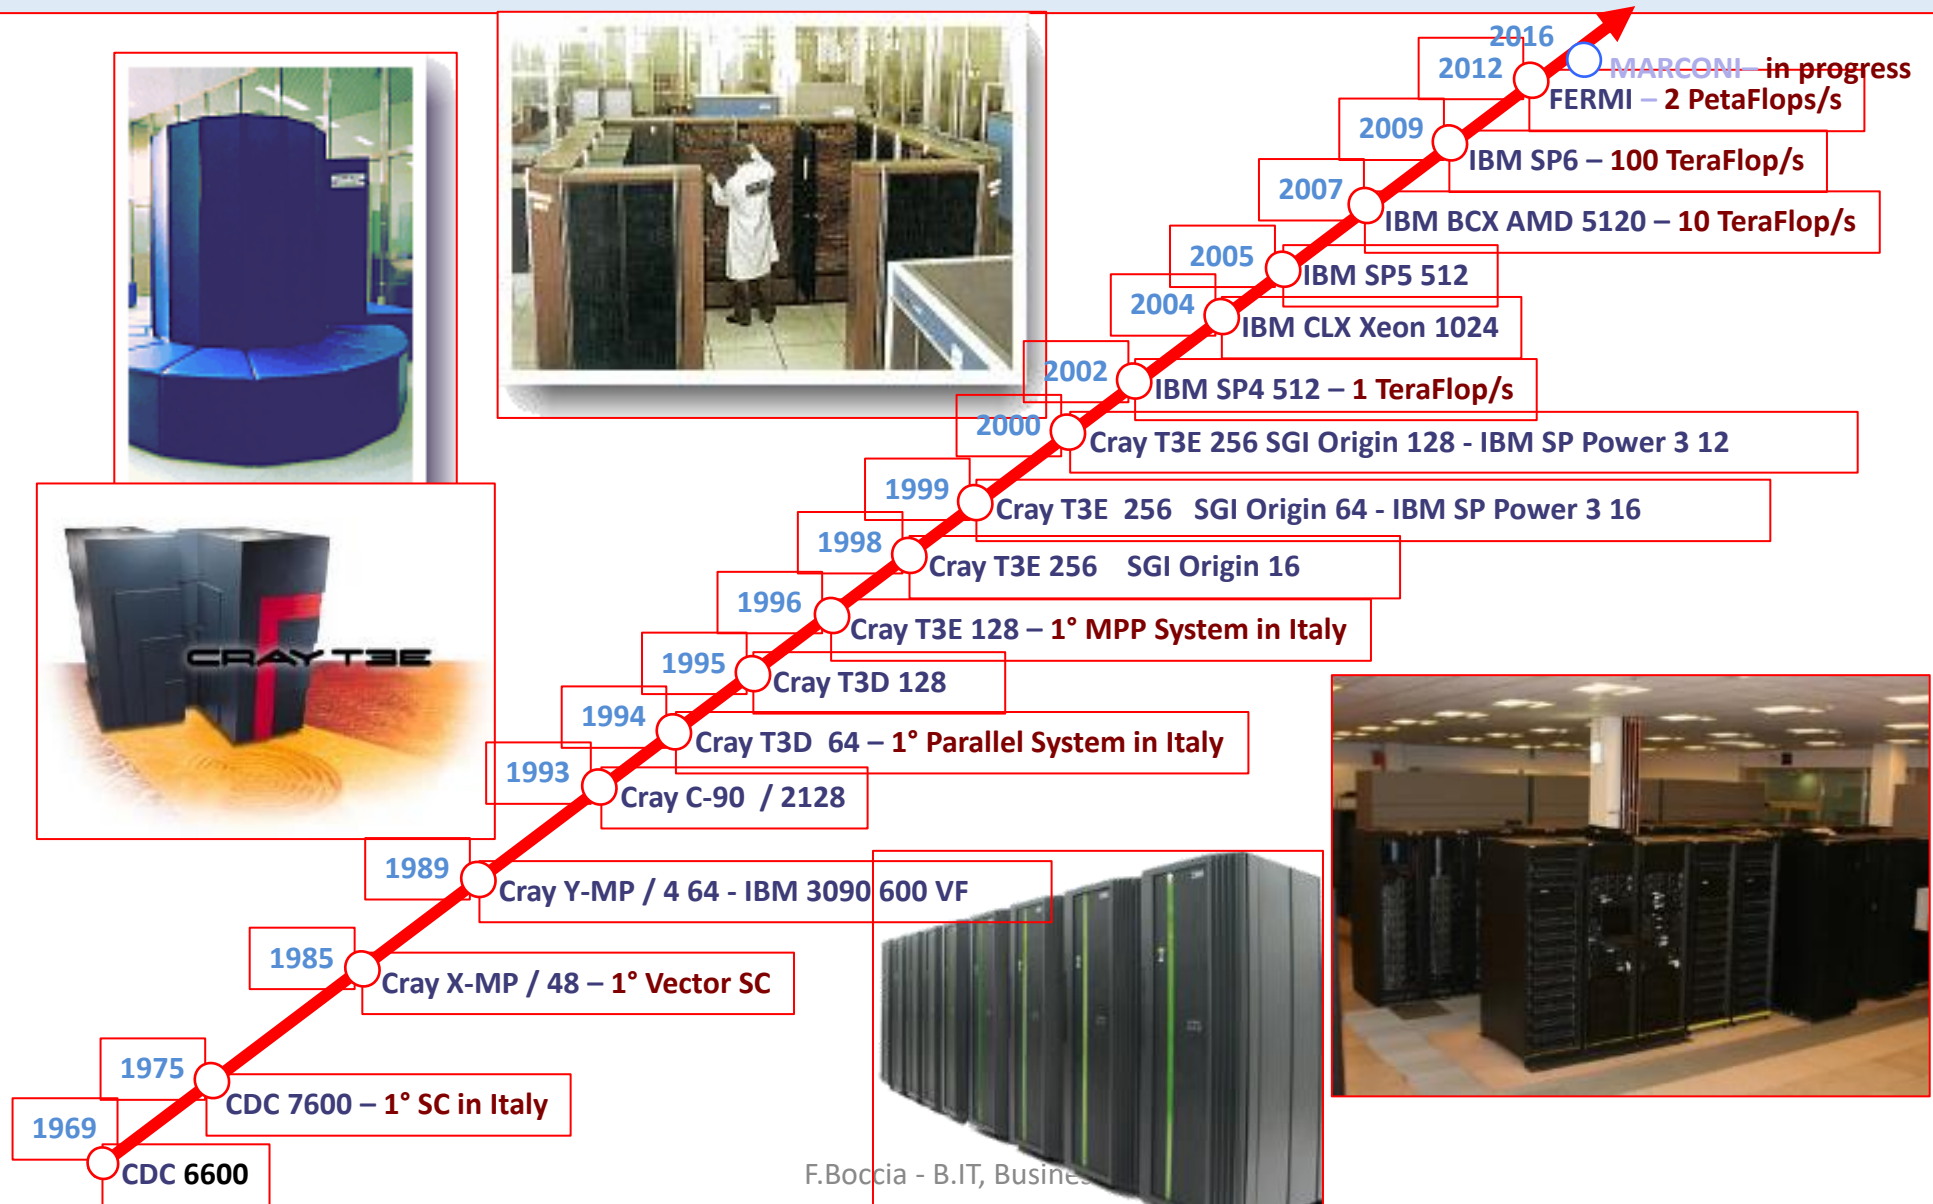 2016
MARCONI – in progress
2012
FERMI – 2 PetaFlops/s
2009
IBM SP6 – 100 TeraFlop/s
2007
IBM BCX AMD 5120 – 10 TeraFlop/s
2005
IBM SP5 512
2004
IBM CLX Xeon 1024
2002
IBM SP4 512 – 1 TeraFlop/s
2000
Cray T3E 256 SGI Origin 128 - IBM SP Power 3 12
1999
Cray T3E 256 SGI Origin 64 - IBM SP Power 3 16
1998
Cray T3E 256 SGI Origin 16
1996
Cray T3E 128 – 1° MPP System in Italy
CRAY T3E
1995
Cray T3D 128
1994
Cray T3D 64 – 1° Parallel System in Italy
1993
Cray C-90 / 2128
1989
Cray Y-MP / 4 64 - IBM 3090 600 VF
1985
Cray X-MP / 48 – 1° Vector SC
1975
CDC 7600 – 1° SC in Italy
1969
CDC 6600
F.Boccia - B.IT,